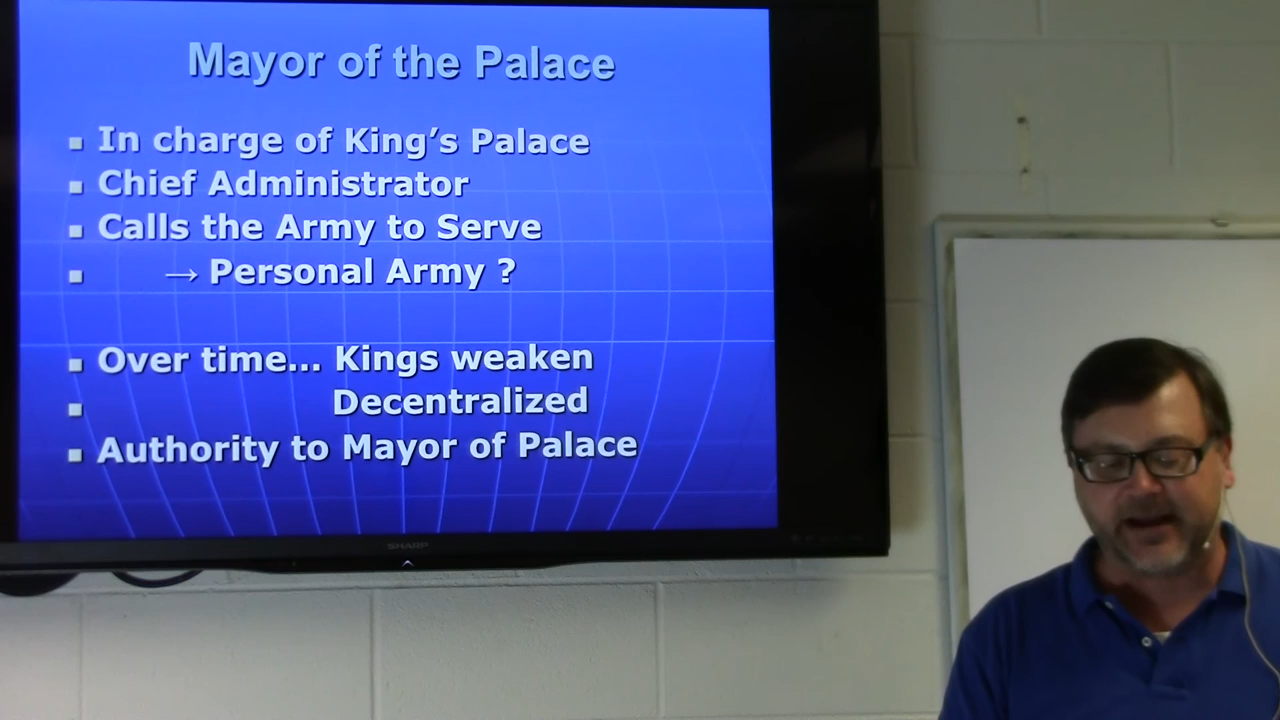 Mayor of the Palace
In charge of King's Palace
Chief Administrator
Calls the Army to Serve
→ Personal Army ?
Over time... Kings weaken
Decentralized
Authority to Mayor of Palace
SHARP